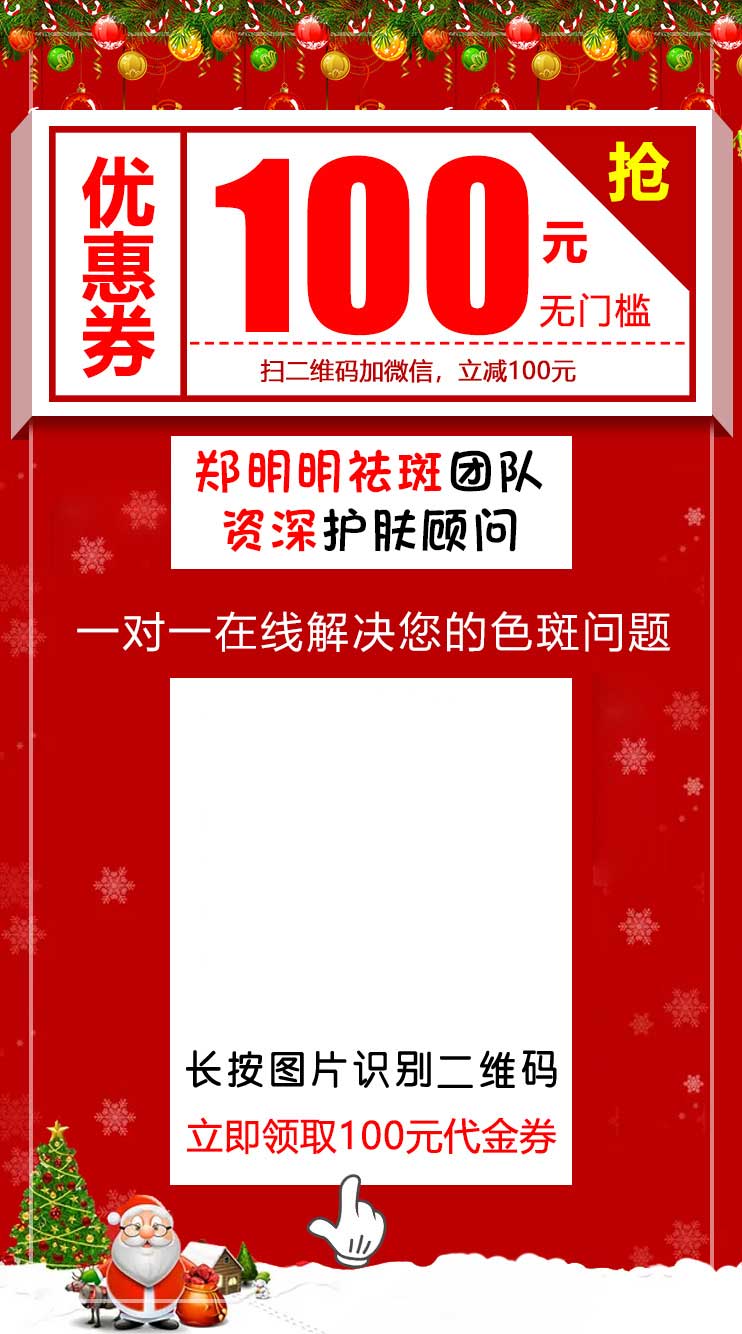 优惠券
100元
抢
无门槛
扫二维码加微信，立减100元
郑明明祛斑团队
资深护肤顾问
一对一在线解决您的色斑问题
长按图片识别二维码
立即领取100元代金券